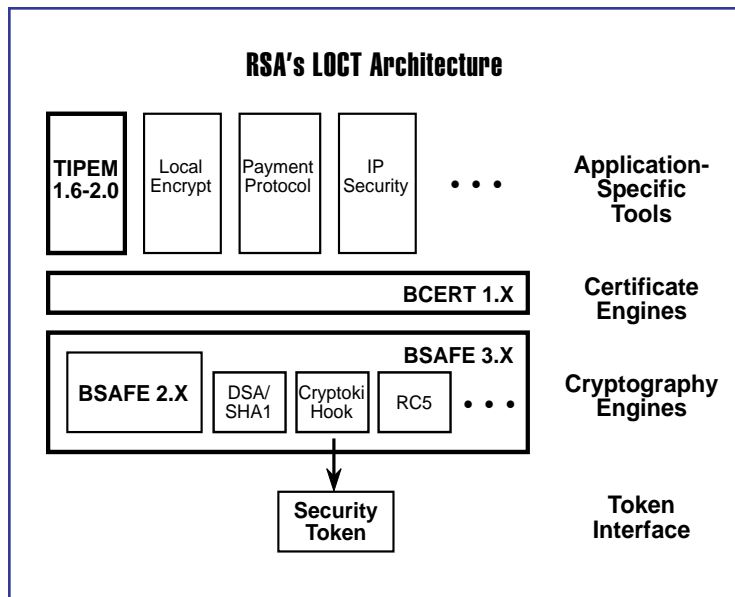 RSA's LOCT Architecture
TIPEM
1.6-2.0
Local
Encrypt
Payment
Protocol
IP
Security
• • •
Application-
Specific
Tools
BCERT 1.X
Certificate
Engines
BSAFE 3.X
BSAFE 2.X
DSA/
SHA1
Cryptoki
Hook
RC5
• • •
Cryptography
Engines
Security
Token
Token
Interface